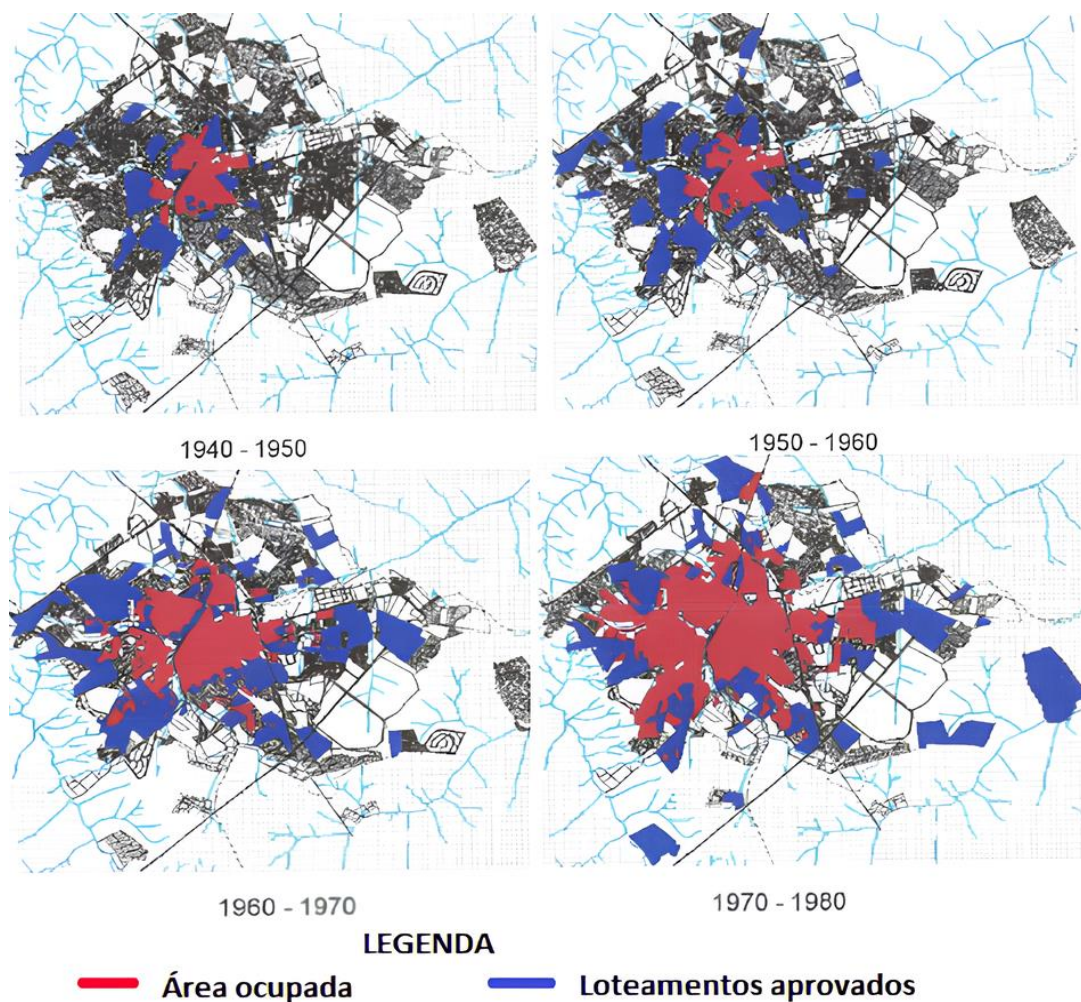 1940 - 1950
1950 - 1960
1960 - 1970
1970 - 1980
LEGENDA
Área ocupada
Loteamentos aprovados